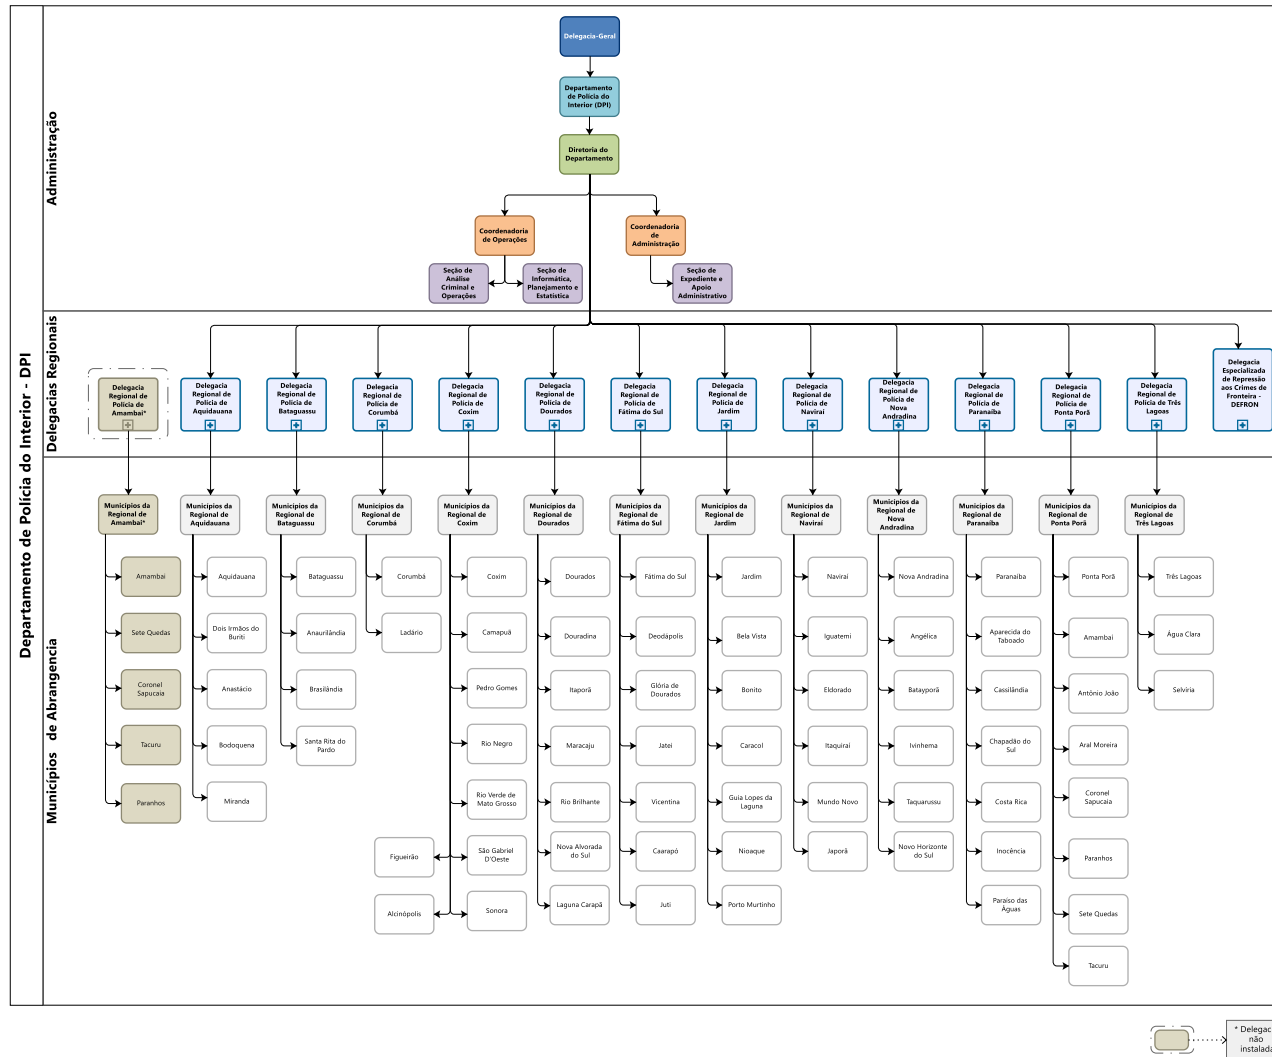 Departamento de Polícia do Interior - DPI
Administração
Delegacia-Geral
Departamento
de Polícia do
Interior (DPI)
Diretoria do
Departamento
Coordenadoria
de Operações
Coordenadoria
de
Administração
Seção de
Análise
Criminal e
Operações
Seção de
Informática,
Planejamento e
Estatística
Seção de
Expediente e
Apoio
Administrativo
Delegacias Regionais
Delegacia
Regional de
Polícia de
Amambai*
Delegacia
Regional de
Polícia de
Aquidauana
Delegacia
Regional de
Polícia de
Bataguassu
Delegacia
Regional de
Polícia de
Corumbá
Delegacia
Regional de
Polícia de
Coxim
Delegacia
Regional de
Polícia de
Dourados
Delegacia
Regional de
Polícia de
Fátima do Sul
Delegacia
Regional de
Polícia de
Jardim
Delegacia
Regional de
Polícia de
Naviraí
Delegacia
Regional de
Polícia de
Nova
Andradina
Delegacia
Regional de
Polícia de
Paranaíba
Delegacia
Regional de
Polícia de
Ponta Porã
Delegacia
Regional de
Polícia de Três
Lagoas
Delegacia
Especializada
de Repressão
aos Crimes de
Fronteira -
DEFRON
Municípios de Abrangencia
Municípios da
Regional de
Amambai*
Municípios da
Regional de
Aquidauana
Municípios da
Regional de
Bataguassu
Municípios da
Regional de
Corumbá
Municípios da
Regional de
Coxim
Municípios da
Regional de
Dourados
Municípios da
Regional de
Fátima do Sul
Municípios da
Regional de
Jardim
Municípios da
Regional de
Naviraí
Municípios da
Regional de
Nova
Andradina
Municípios da
Regional de
Paranaíba
Municípios da
Regional de
Ponta Porã
Municípios da
Regional de
Três Lagoas
Amambai
Sete Quedas
Coronel
Sapucaia
Tacuru
Paranhos
Aquidauana
Dois Irmãos do
Buriti
Anastácio
Bodoquena
Miranda
Bataguassu
Anaurilândia
Brasilândia
Santa Rita do
Pardo
Corumbá
Ladário
Coxim
Camapuã
Pedro Gomes
Rio Negro
Rio Verde de
Mato Grosso
São Gabriel
D'Oeste
Sonora
Figueirão
Alcinópolis
Dourados
Douradina
Itaporã
Maracaju
Rio Brilhante
Nova Alvorada
do Sul
Laguna Carapã
Fátima do Sul
Deodápolis
Glória de
Dourados
Jateí
Vicentina
Caarapó
Juti
Jardim
Bela Vista
Bonito
Caracol
Guia Lopes da
Laguna
Nioaque
Porto Murtinho
Naviraí
Iguatemi
Eldorado
Itaquiraí
Mundo Novo
Japorã
Nova Andradina
Angélica
Batayporã
Ivinhema
Taquarussu
Novo Horizonte
do Sul
Paranaíba
Aparecida do
Taboado
Cassilândia
Chapadão do
Sul
Costa Rica
Inocência
Paraíso das
Águas
Ponta Porã
Amambai
Antônio João
Aral Moreira
Coronel
Sapucaia
Paranhos
Sete Quedas
Tacuru
Três Lagoas
Água Clara
Selvíria
* Delegac
não
instalada